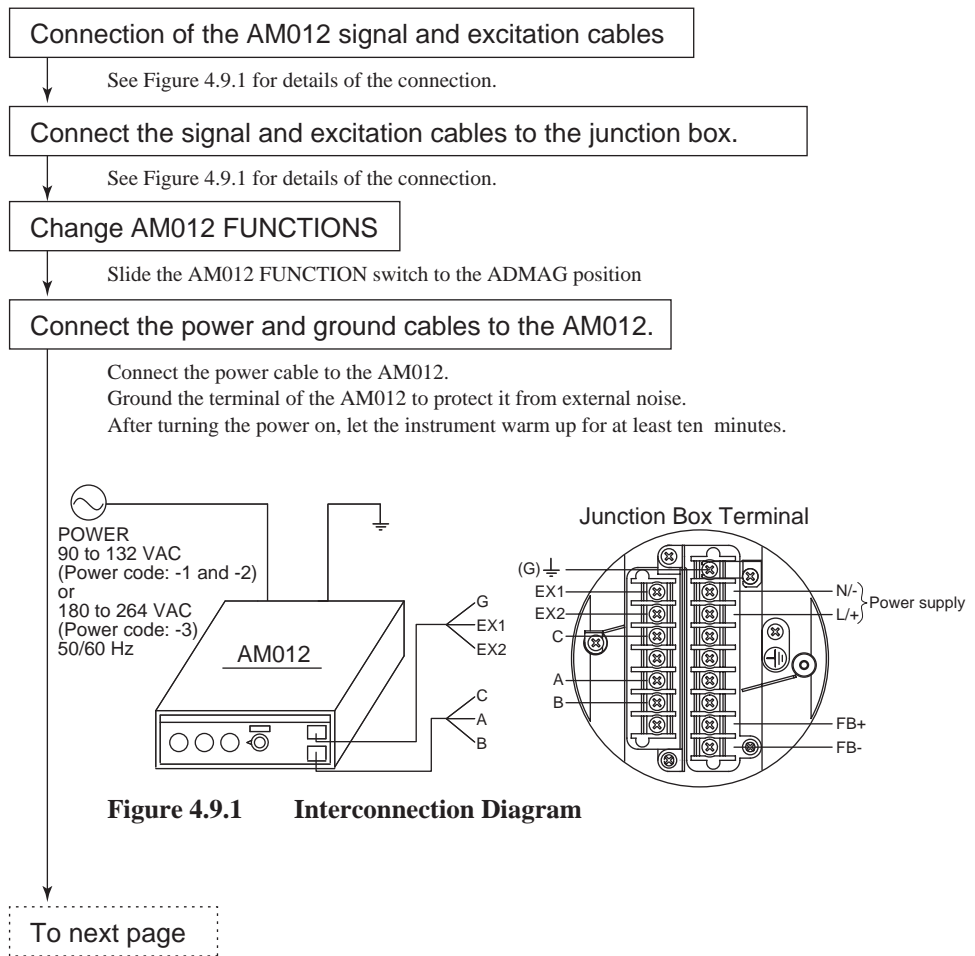 Connection of the AM012 signal and excitation cables
See Figure 4.9.1 for details of the connection.
Connect the signal and excitation cables to the junction box.
See Figure 4.9.1 for details of the connection.
Change AM012 FUNCTIONS
Slide the AM012 FUNCTION switch to the ADMAG position
Connect the power and ground cables to the AM012.
Connect the power cable to the AM012.
Ground the terminal of the AM012 to protect it from external noise.
After turning the power on, let the instrument warm up for at least ten minutes.
POWER
90 to 132 VAC
(Power code: -1 and -2)
or
180 to 264 VAC
(Power code: -3)
50/60 Hz
AM012
G
EX1
EX2
C
A
B
Junction Box Terminal
(G)
EX1
EX2
C
A
B
N/-
L/+
Power supply
FB+
FB-
Figure 4.9.1 Interconnection Diagram
To next page